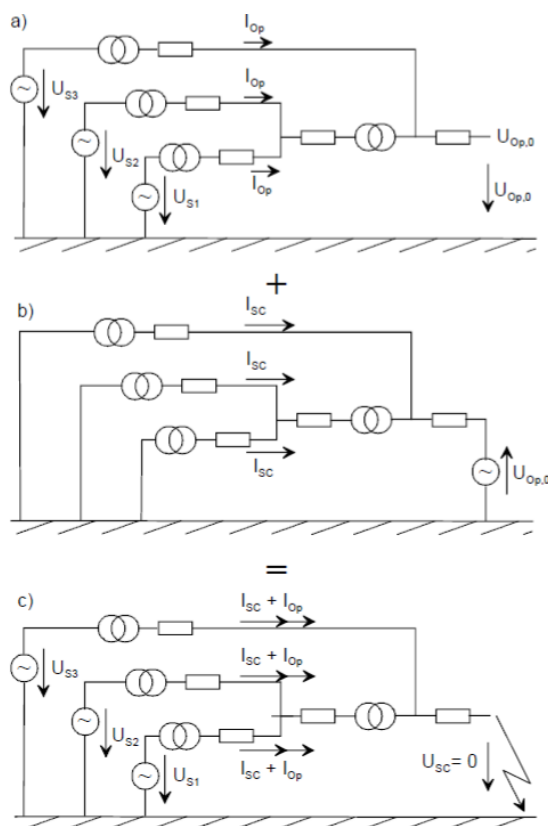 a)
I_Op
I_Op
U_S3
U_S2
U_Op,0
U_S1
I_Op
U_Op,0
+
b)
I_SC
I_SC
I_SC
U_Op,0
=
c)
I_SC + I_Op
I_SC + I_Op
U_S3
U_S2
U_SC= 0
U_S1
I_SC + I_Op